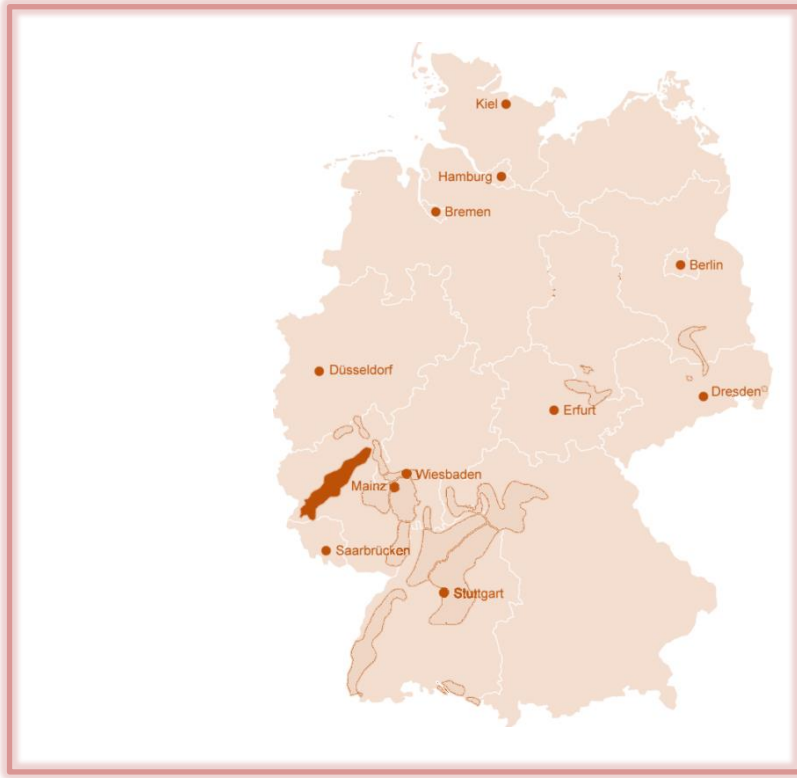 Kiel
Hamburg
Bremen
Berlin
Düsseldorf
Dresden
Erfurt
Wiesbaden
Mainz
Saarbrücken
Stuttgart